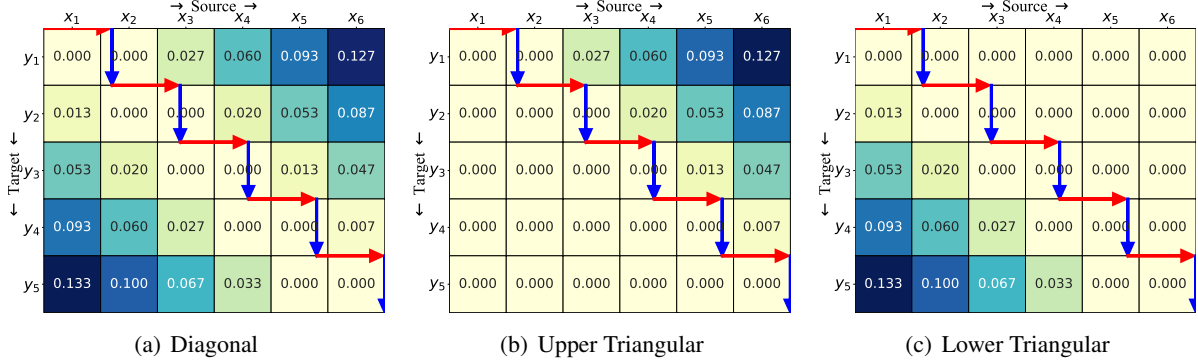 → Source → → Source → → Source →
x1 x2 x3 x4 x5 x6 x1 x2 x3 x4 x5 x6 x1 x2 x3 x4 x5 x6
y1 0.000 0.000 0.027 0.060 0.093 0.127 y1 0.000 0.000 0.027 0.060 0.093 0.127 y1 0.000 0.000 0.000 0.000 0.000 0.000
y2 0.013 0.000 0.000 0.020 0.053 0.087 y2 0.000 0.000 0.000 0.020 0.053 0.087 y2 0.013 0.000 0.000 0.000 0.000 0.000
← Target ← ← Target ← ← Target ←
y3 0.053 0.020 0.000 0.000 0.013 0.047 y3 0.000 0.000 0.000 0.000 0.013 0.047 y3 0.053 0.020 0.000 0.000 0.000 0.000
y4 0.093 0.060 0.027 0.000 0.000 0.007 y4 0.000 0.000 0.000 0.000 0.000 0.007 y4 0.093 0.060 0.027 0.000 0.000 0.000
y5 0.133 0.100 0.067 0.033 0.000 0.000 y5 0.000 0.000 0.000 0.000 0.000 0.000 y5 0.133 0.100 0.067 0.033 0.000 0.000
(a) Diagonal (b) Upper Triangular (c) Lower Triangular